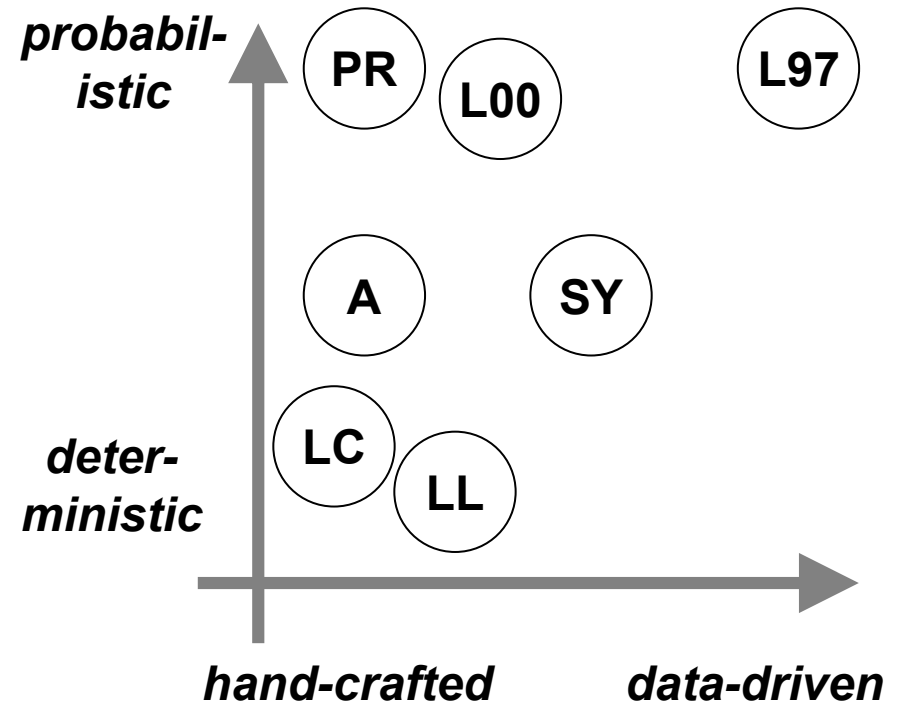 probabil-
istic
PR
L00
L97
A
SY
LC
LL
deter-
ministic
hand-crafted
data-driven